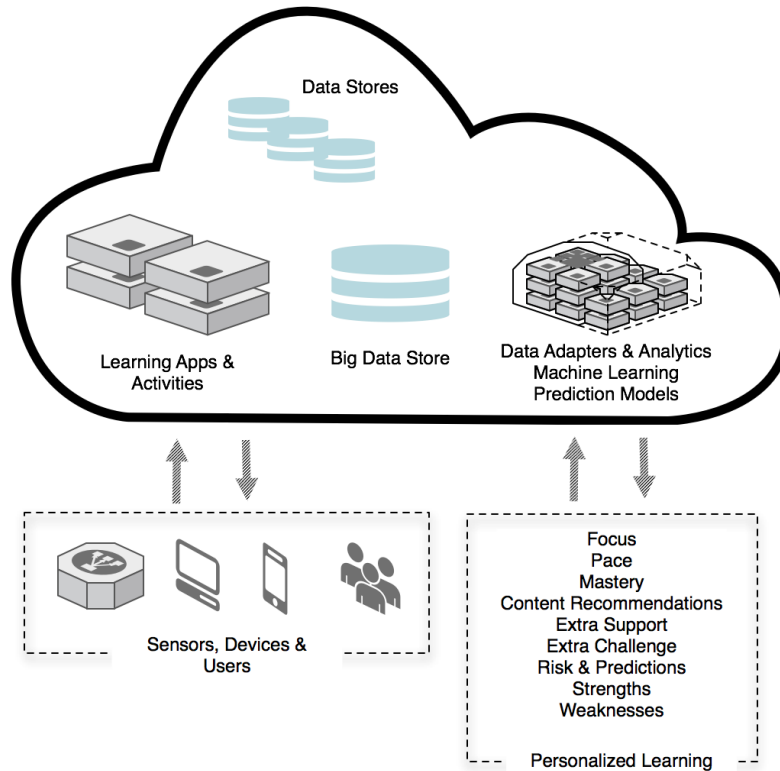 Data Stores
Learning Apps &
Activities
Big Data Store
Data Adapters & Analytics
Machine Learning
Prediction Models
Sensors, Devices &
Users
Focus
Pace
Mastery
Content Recommendations
Extra Support
Extra Challenge
Risk & Predictions
Strengths
Weaknesses
Personalized Learning